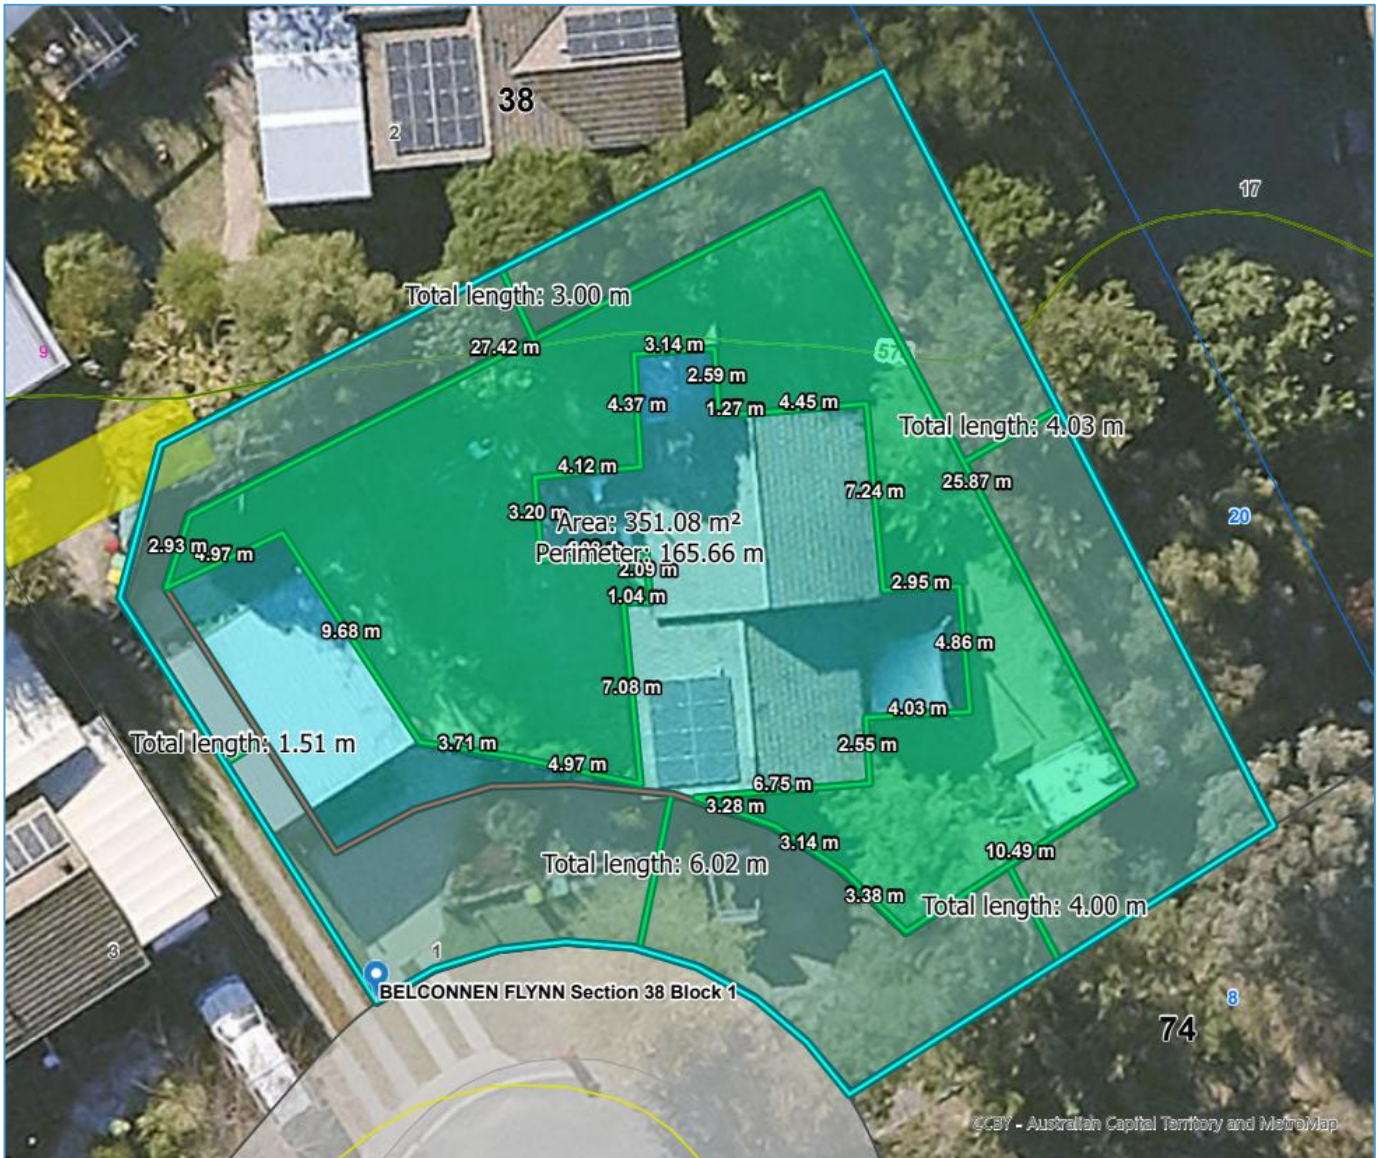 38
2
17
Total length: 3.00 m
27.42 m
3.14 m
9
57
2.59 m
4.37 m
1.27 m
4.45 m
Total length: 4.03 m
4.12 m
25.87 m
7.24 m
3.20 m
Area: 351.08 m²
20
2.93 m
4.97 m
Perimeter: 165.66 m
2.09 m
2.95 m
1.04 m
9.68 m
4.86 m
7.08 m
4.03 m
Total length: 1.51 m
3.71 m
2.55 m
4.97 m
6.75 m
3.28 m
3.14 m
10.49 m
Total length: 6.02 m
3.38 m
Total length: 4.00 m
3
1
BELCONNEN FLYNN Section 38 Block 1
8
74
CCBY - Australian Capital Territory and MetroMap